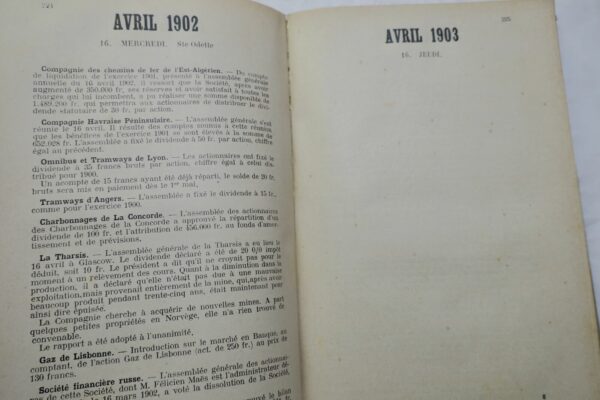 224
AVRIL 1902
16. MERCREDI. Ste Odette
Compagnie des chemins de fer de l'Est-Algérien. — Du compte
de liquidation de l'exercice 1901, présenté à l'assemblée générale
annuelle du 16 avril 1902, il ressort que la Société, après avoir
augmenté de 350.000 fr. ses réserves et avoir satisfait à toutes les
charges qui lui incombent, a pu réaliser une somme disponible de
1.489.200 fr. qui permettra aux actionnaires de distribuer le divi-
dende statutaire de 30 fr. par action.
Compagnie Havraise Péninsulaire. — L'assemblée générale s'est
réunie le 16 avril. Il résulte des comptes soumis à cette réunion
que les bénéfices de l'exercice 1901 se sont élevés à la somme de
652.028 fr. L'assemblée a fixé le dividende à 50 fr. par action, chiffre
égal au précédent.
Omnibus et Tramways de Lyon. — Les actionnaires ont fixé le
dividende à 35 francs bruts par action, chiffre égal à celui dis-
tribué pour 1900.
Un acompte de 15 francs ayant été déjà réparti, le solde de 20 fr.
bruts sera mis en paiement dès le 1er mai.
Tramways d'Angers. — L'assemblée a fixé le dividende à 15 fr.
comme pour l'exercice 1900.
Charbonnages de La Concorde. — L'assemblée des actionnaires
des Charbonnages de la Concorde a approuvé la répartition d'un
dividende de 100 fr. et l'attribution de 456.000 fr. au fonds d'amor-
tissement et de prévisions.
La Tharsis. — L'assemblée générale de la Tharsis a eu lieu le
16 avril à Glascow. Le dividende déclaré a été de 20 0/0 impôt
déduit, soit 10 fr. Le président a dit qu'il ne croyait pas pour le
moment à un relèvement des cours. Quant à la diminution dans la
production, il a déclaré qu'elle n'était pas due à une mauvaise
exploitation, mais provenait entièrement de la mine, qui, après avoir
beaucoup produit pendant trente-cinq ans, était maintenant pour
ainsi dire épuisée.
La Compagnie cherche à acquérir de nouvelles mines. A part
quelques petites propriétés en Norvège, elle n'a rien trouvé de
convenable.
Le rapport a été adopté à l'unanimité.
Gaz de Lisbonne. — Introduction sur le marché en Banque, au
comptant, de l'action Gaz de Lisbonne (act. de 250 fr.) au prix de
139 francs.
Société financière russe. — L'assemblée générale des actionnai-
res de cette Société, dont M. Félicien Maës est l'administrateur dé-
le 16 mars 1902, a voté la dissolution de la Société,
ouvé le bilan
225
AVRIL 1903
16. JEUDI.